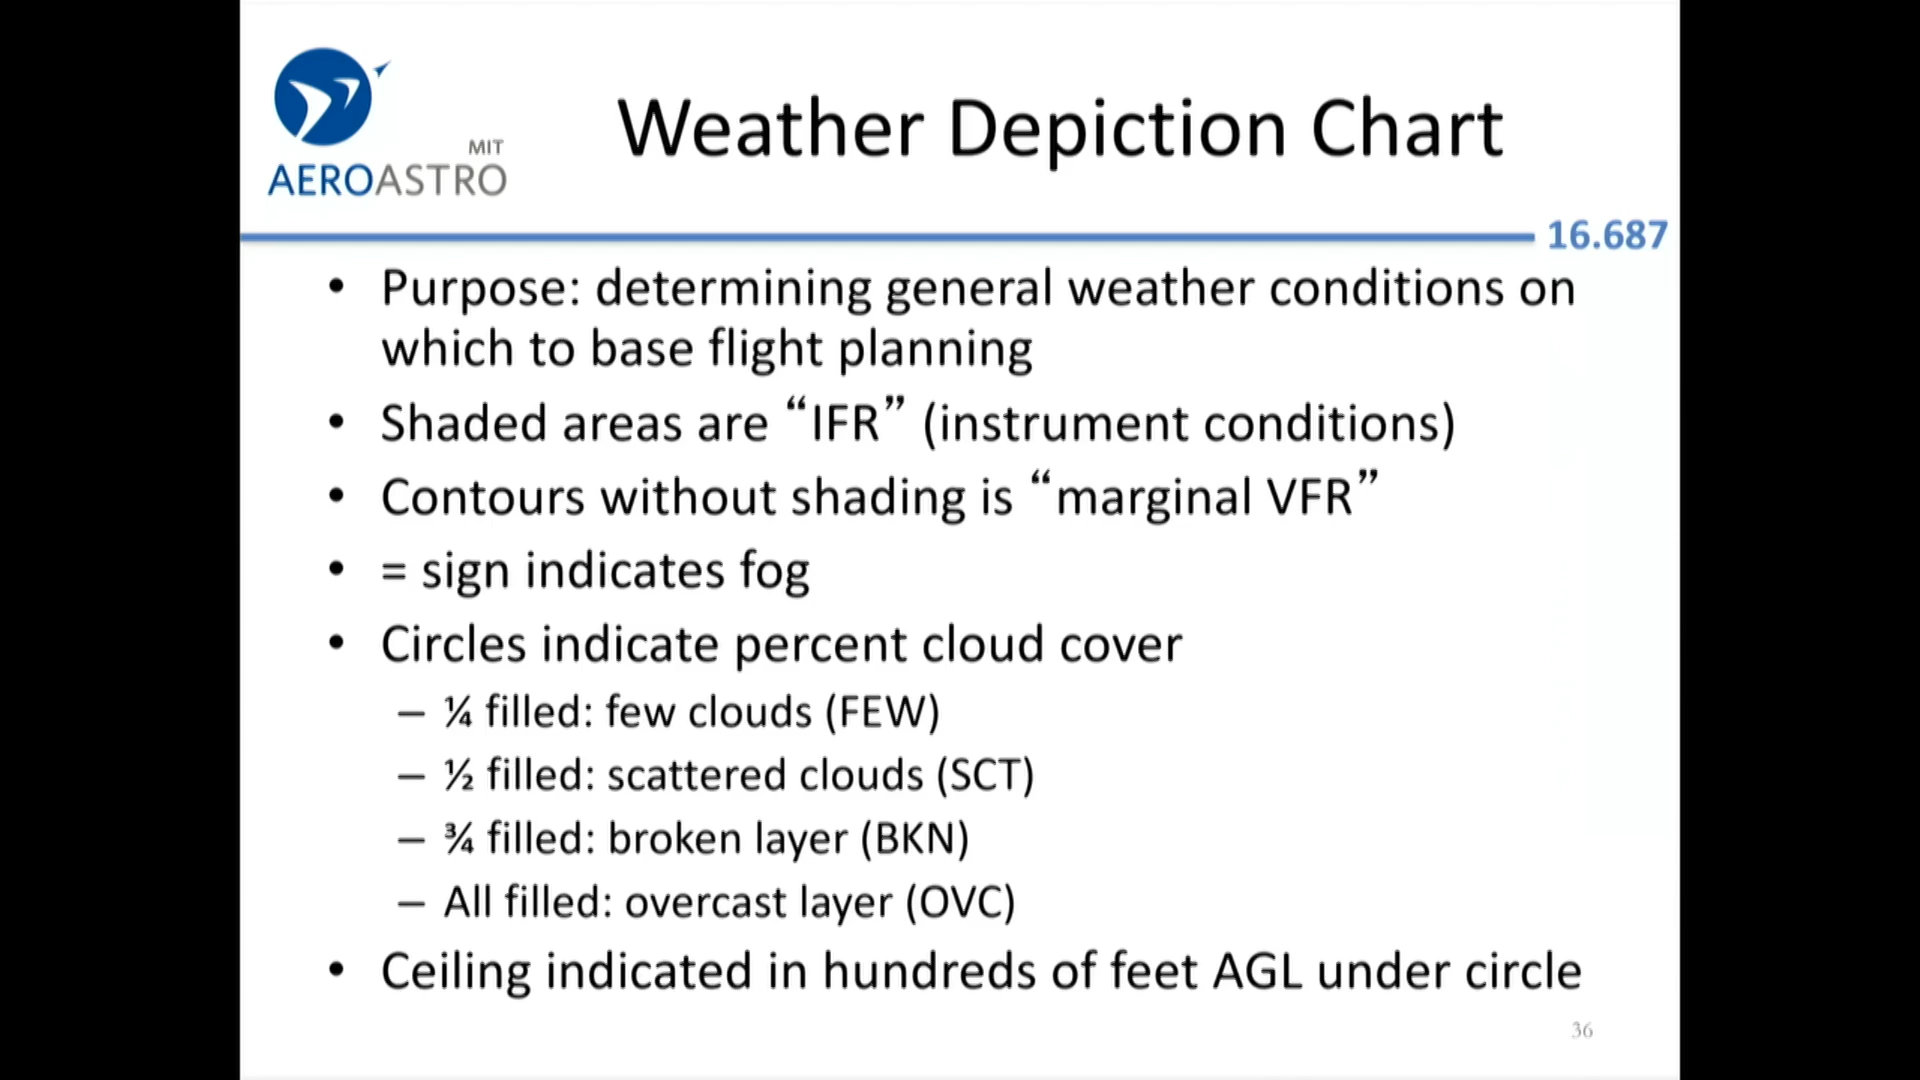 MIT
AEROASTRO
Weather Depiction Chart
16.687
• Purpose: determining general weather conditions on
which to base flight planning
• Shaded areas are “IFR” (instrument conditions)
• Contours without shading is “marginal VFR”
• = sign indicates fog
• Circles indicate percent cloud cover
– ¼ filled: few clouds (FEW)
– ½ filled: scattered clouds (SCT)
– ¾ filled: broken layer (BKN)
– All filled: overcast layer (OVC)
• Ceiling indicated in hundreds of feet AGL under circle
36